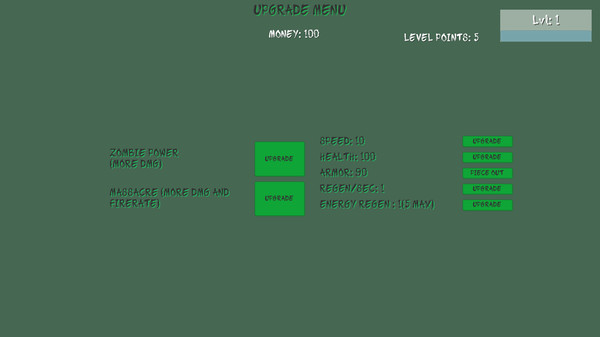 UPGRADE MENU
MONEY: 100
LEVEL POINTS: 5
Lvl: 1
ZOMBIE POWER
(MORE DMG)
UPGRADE
MASSACRE (MORE DMG AND
FIRERATE)
UPGRADE
SPEED: 10
UPGRADE
HEALTH: 100
UPGRADE
ARMOR: 90
PIECE OUT
REGEN/SEC: 1
UPGRADE
ENERGY REGEN : 1(5 MAX)
UPGRADE